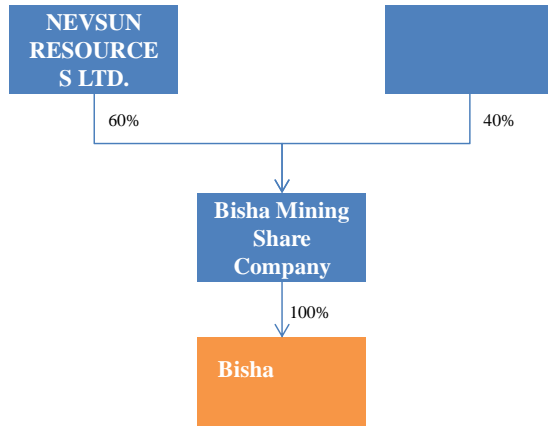 NEVSUN
RESOURCE
S LTD.
60%
40%
Bisha Mining
Share
Company
100%
Bisha